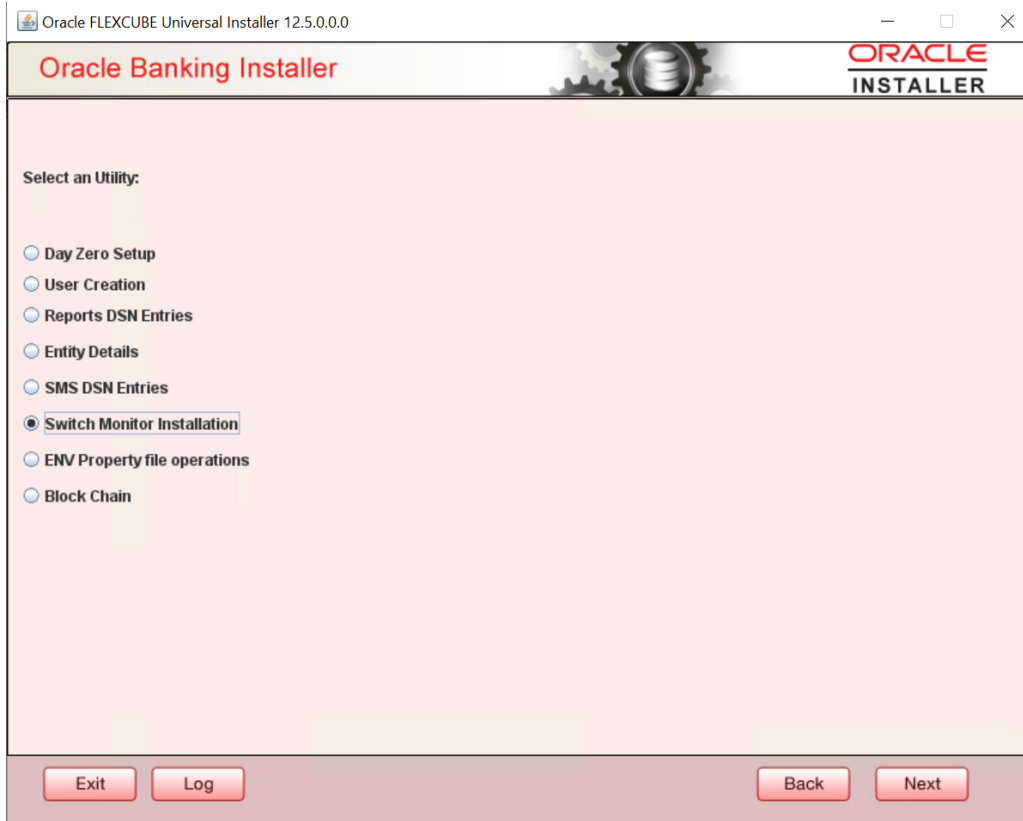 Oracle FLEXCUBE Universal Installer 12.5.0.0.0
Oracle Banking Installer
ORACLE
INSTALLER
Select an Utility:
Day Zero Setup
User Creation
Reports DSN Entries
Entity Details
SMS DSN Entries
Switch Monitor Installation
ENV Property file operations
Block Chain
Exit Log Back Next